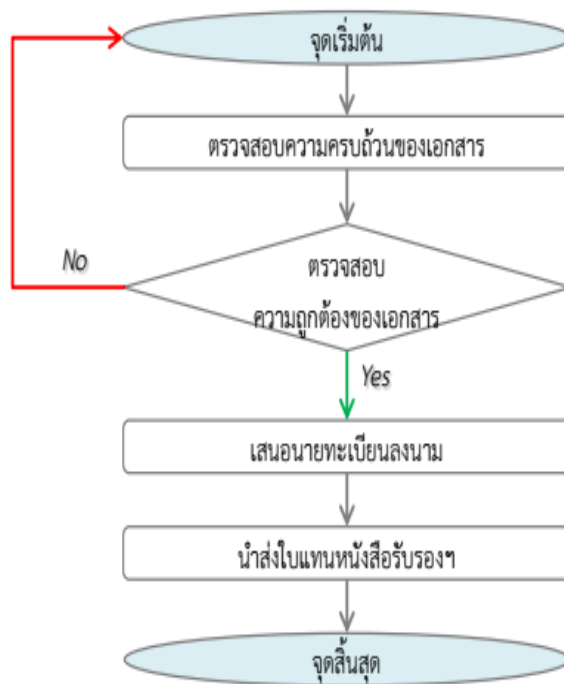 จุดเริ่มต้น
ตรวจสอบความครบถ้วนของเอกสาร
ตรวจสอบ
ความถูกต้องของเอกสาร
No
Yes
เสนอนายทะเบียนลงนาม
นำส่งใบแทนหนังสือรับรองฯ
จุดสิ้นสุด